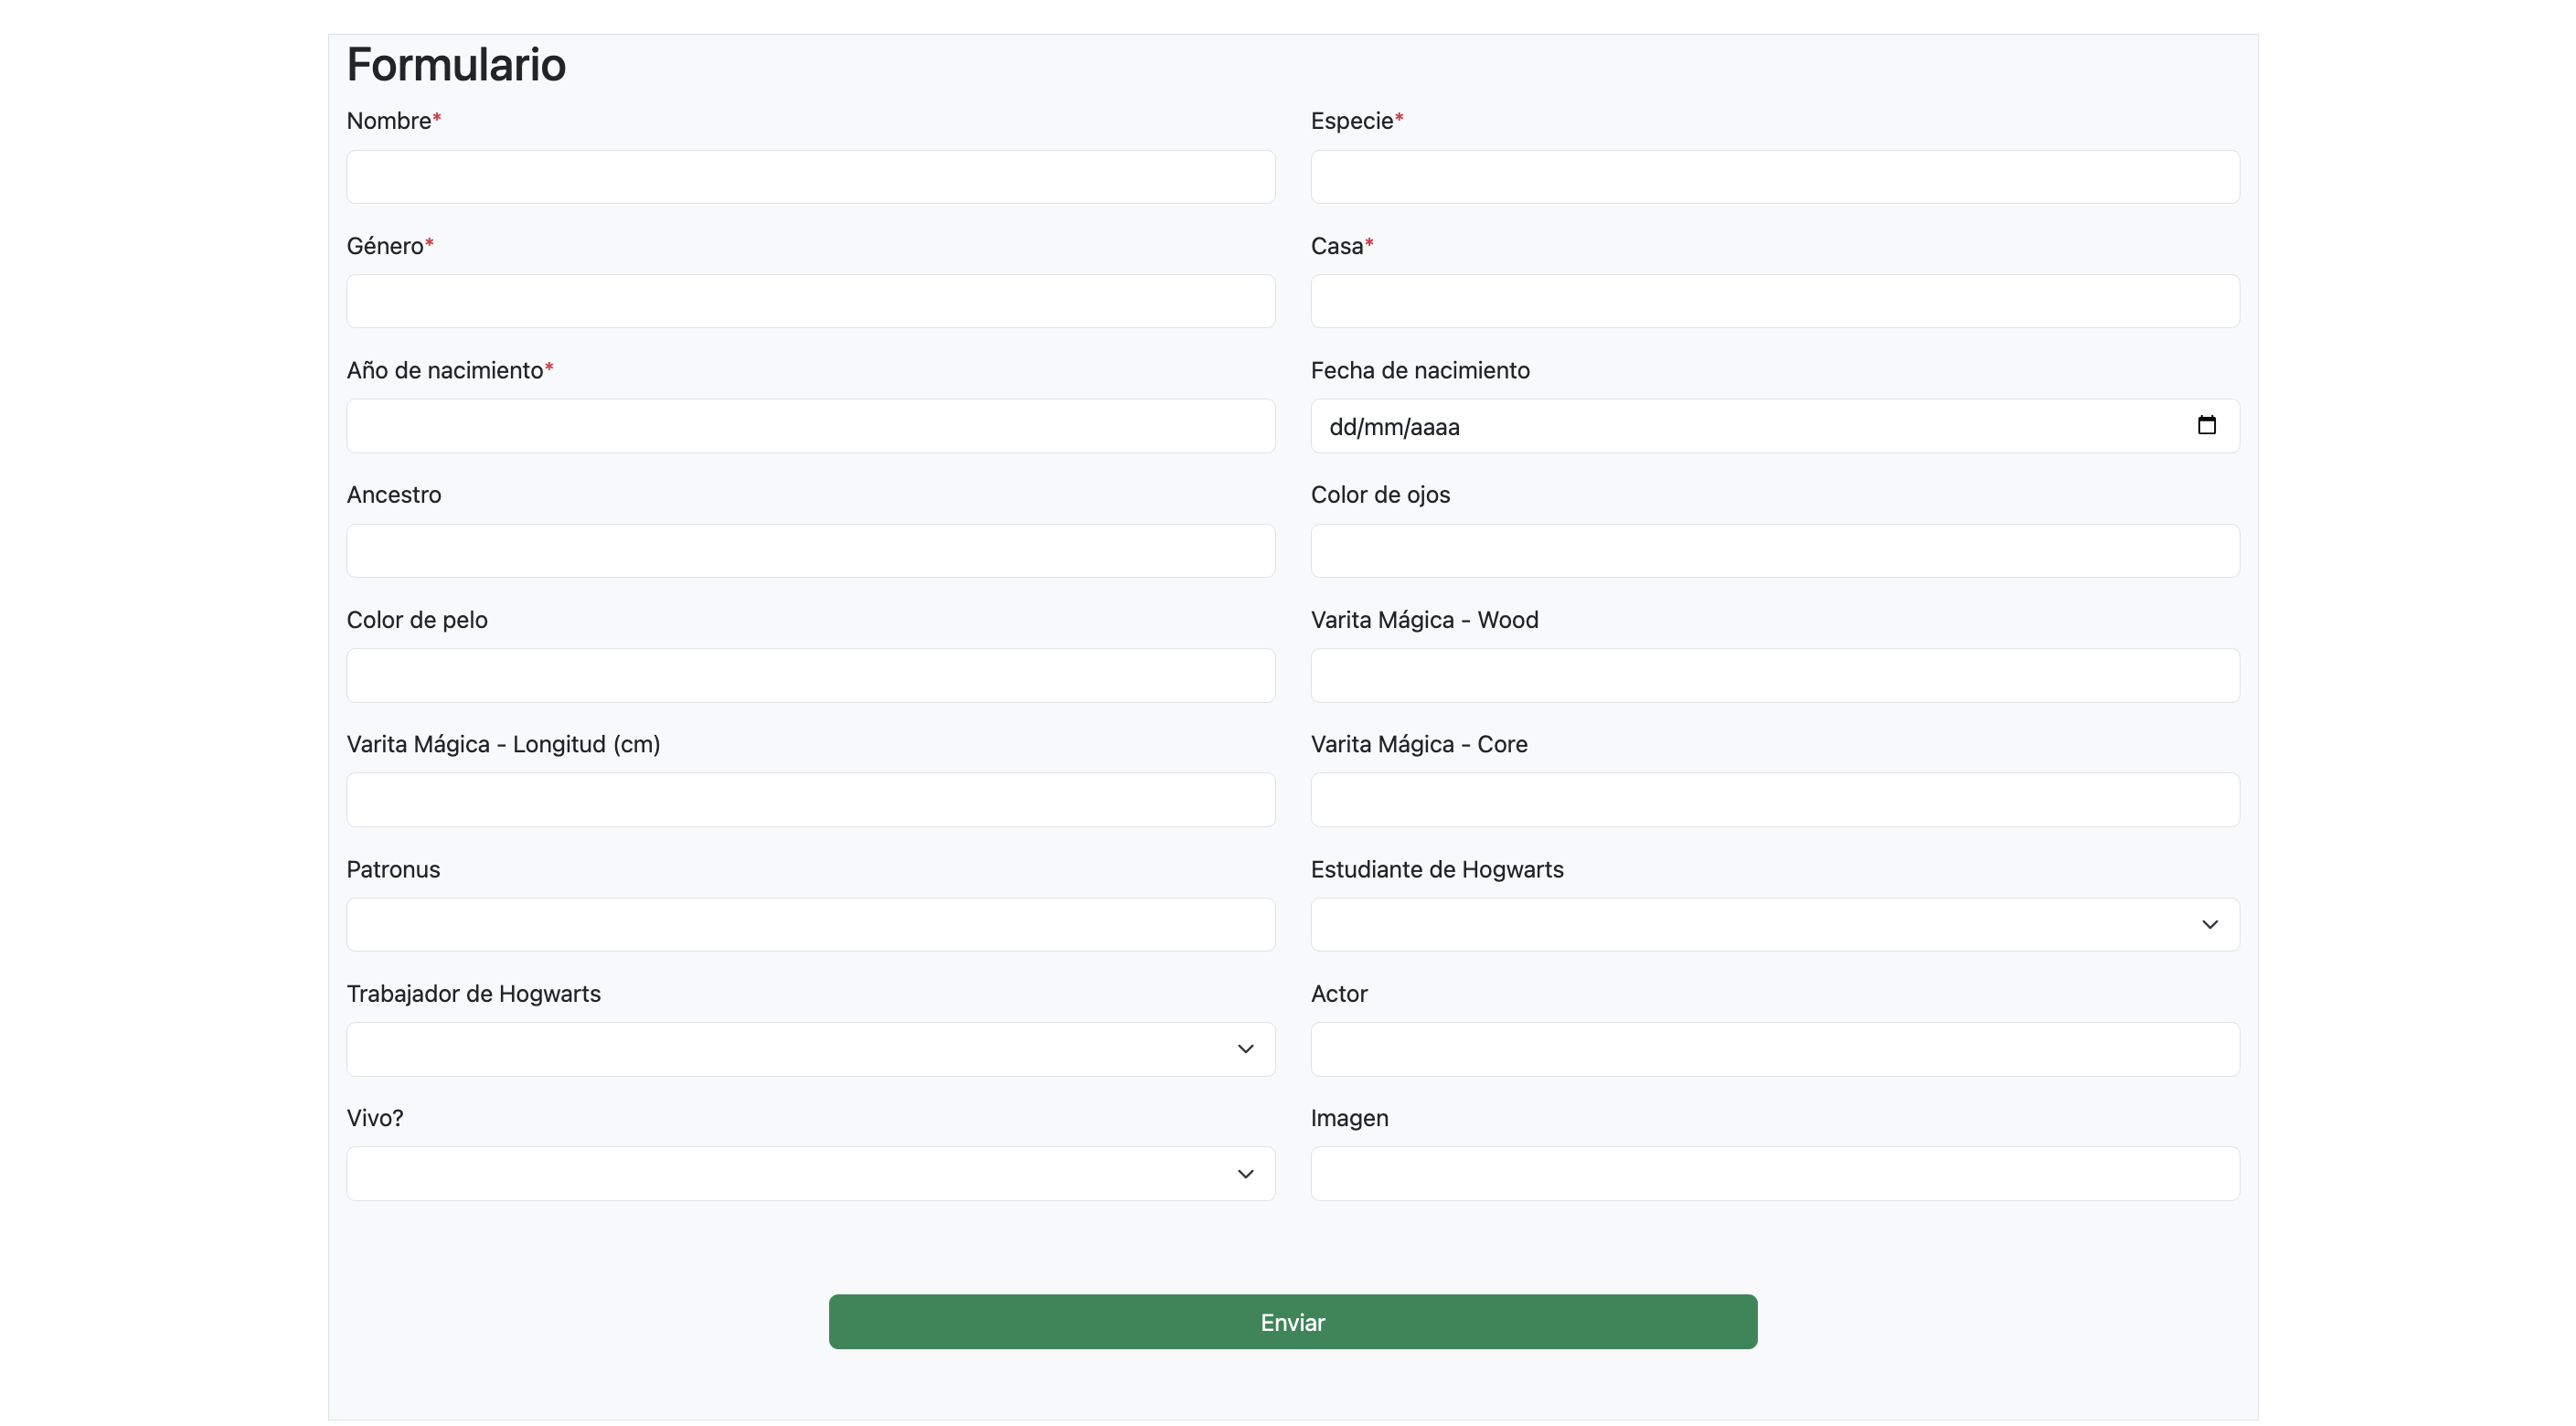 Formulario
Nombre*
Especie*
Género*
Casa*
Año de nacimiento*
Fecha de nacimiento
dd/mm/aaaa
Ancestro
Color de ojos
Color de pelo
Varita Mágica - Wood
Varita Mágica - Longitud (cm)
Varita Mágica - Core
Patronus
Estudiante de Hogwarts
Trabajador de Hogwarts
Actor
Vivo?
Imagen
Enviar